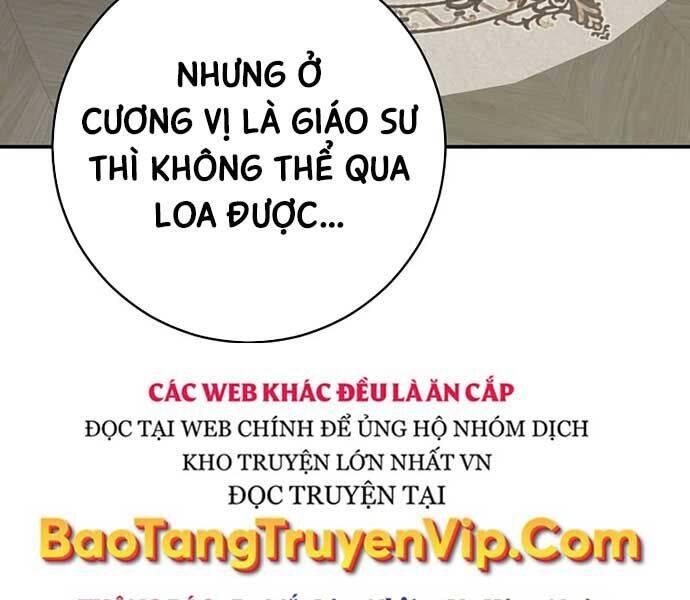 NHƯNG Ở
CƯƠNG VỊ LÀ GIÁO SƯ
THÌ KHÔNG THỂ QUA
LOA ĐƯỢC...
CÁC WEB KHÁC ĐỀU LÀ ĂN CẮP
ĐỌC TẠI WEB CHÍNH ĐỂ ỦNG HỘ NHÓM DỊCH
KHO TRUYỆN LỚN NHẤT VN
ĐỌC TRUYỆN TẠI
BaoTangTruyenVip.Com